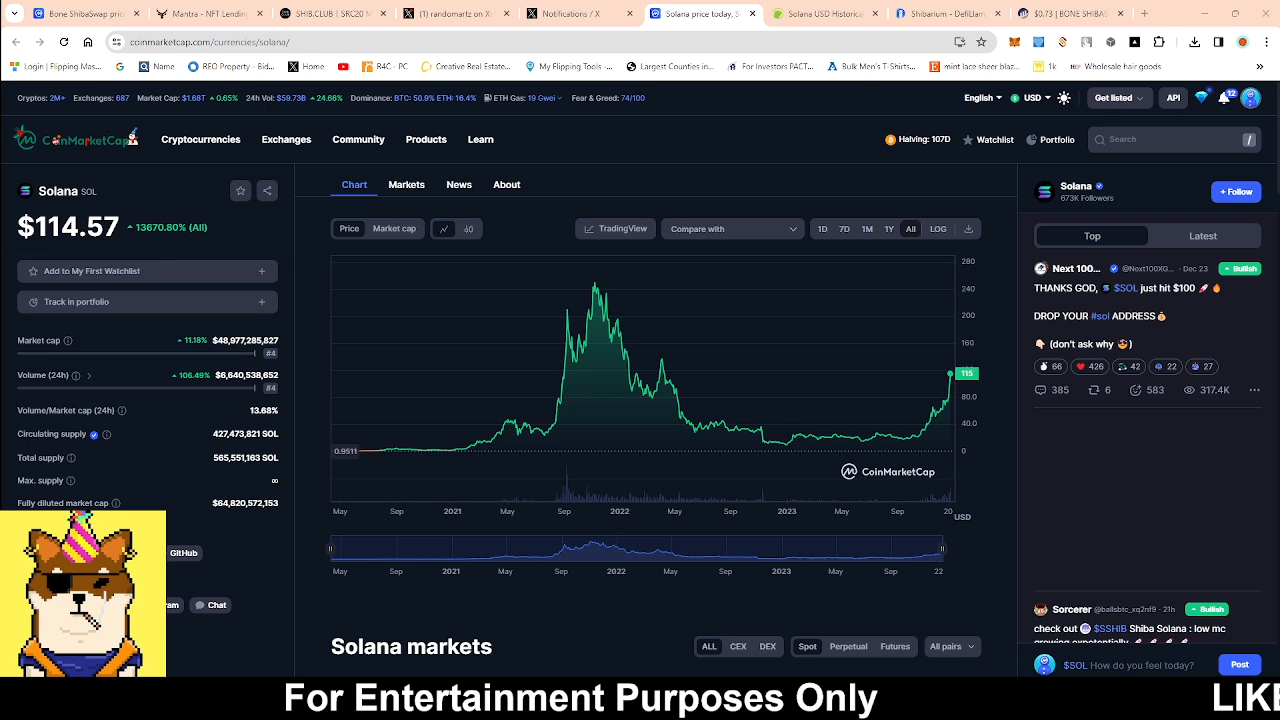 Bone ShibaSwap pric
Mantra - NFT Lending
SHIB.CLUB | SRC20 M
(1) niomartz on X:
Notifications / X
Solana price today, S
Solana USD Historical
Shibarium - DefiLlam
$0.73 | BONE SHIBAS
coinmarketcap.com/currencies/solana/
Login | Flipping Mas...
Name
REO Property - Bid...
Home
R4C - PC
Creative Real Estate...
My Flipping Tools -...
Largest Counties in...
For Investors PACT...
Bulk Men's T-Shirts...
mint lace sheer blaz...
1k
Wholesale hair goods
Cryptos: 2M+ Exchanges: 687 Market Cap: $1.68T 0.65% 24h Vol: $59.73B 24.66% Dominance: BTC: 50.9% ETH: 16.4% ETH Gas: 19 Gwei Fear & Greed: 74/100
English USD Get listed API 12
CoinMarketCap Cryptocurrencies Exchanges Community Products Learn
Halving: 107D Watchlist Portfolio Search /
Solana SOL
$114.57 13670.80% (All)
Add to My First Watchlist +
Track in portfolio +
Market cap 11.18% $48,977,285,827
#4
Volume (24h) 106.49% $6,640,538,652
#4
Volume/Market cap (24h) 13.68%
Circulating supply 427,473,821 SOL
Total supply 565,551,163 SOL
Max. supply ∞
Fully diluted market cap $64,820,572,153
GitHub
Chat
Chart Markets News About
Price Market cap TradingView Compare with 1D 7D 1M 1Y All LOG
280
240
200
160
115
80.0
40.0
0
0.9511
CoinMarketCap
May Sep 2021 May Sep 2022 May Sep 2023 May Sep 20
USD
May Sep 2021 May Sep 2022 May Sep 2023 May Sep 22
Solana markets
ALL CEX DEX Spot Perpetual Futures All pairs
Solana
673K Followers
+ Follow
Top Latest
Next 100... @Next100XG... · Dec 23 Bullish
THANKS GOD, $SOL just hit $100
DROP YOUR #sol ADDRESS
(don't ask why )
66 426 42 22 27
385 6 583 317.4K
Sorcerer @ballsbtc_xq2nf9 · 21h Bullish
check out $SSHIB Shiba Solana : low mc
growing expotentially
$SOL How do you feel today? Post
For Entertainment Purposes Only
LIKE